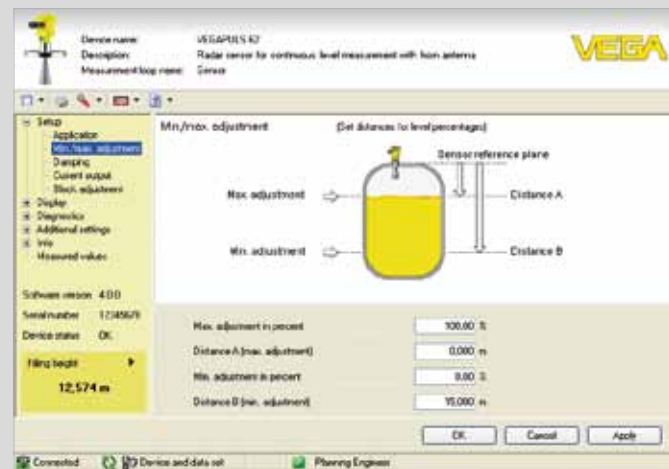 Device name: VEGAPULS 62
Description: Radar sensor for continuous level measurement with horn antenna
Measurement loop name: Sensor
VEGA
Setup
Application
Min./max. adjustment
Damping
Current output
Block adjustment
Display
Diagnostics
Additional settings
Info
Measured values
Software version 4.0.0
Serial number 12345678
Device status OK
Filling height
12,574 m
Min./max. adjustment (Set distances for level percentages)
Sensor reference plane
Max. adjustment
Distance A
Min. adjustment
Distance B
Max. adjustment in percent 100,00 %
Distance A (max. adjustment) 0,000 m
Min. adjustment in percent 0,00 %
Distance B (min. adjustment) 15,000 m
OK Cancel Apply
Connected Device and data set Planning Engineer